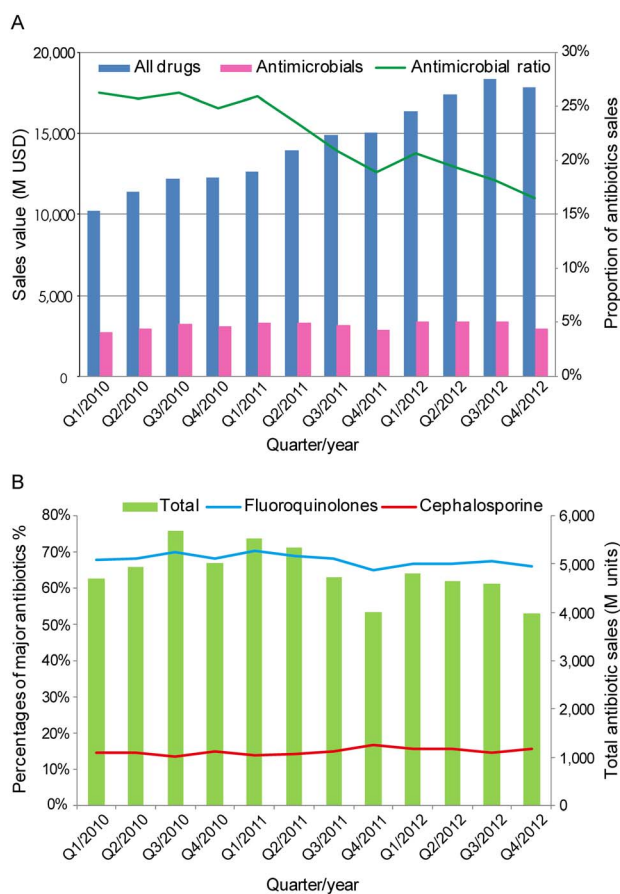 A
20,000
15,000
10,000
5,000
0
Sales value (M USD)
All drugs
Antimicrobials
Antimicrobial ratio
30%
25%
20%
15%
10%
5%
0%
Proportion of antibiotics sales
Q1/2010
Q2/2010
Q3/2010
Q4/2010
Q1/2011
Q2/2011
Q3/2011
Q4/2011
Q1/2012
Q2/2012
Q3/2012
Q4/2012
Quarter/year
B
80%
70%
60%
50%
40%
30%
20%
10%
0%
Percentages of major antibiotics %
Total
Fluoroquinolones
Cephalosporine
6,000
5,000
4,000
3,000
2,000
1,000
0
Total antibiotic sales (M units)
Q1/2010
Q2/2010
Q3/2010
Q4/2010
Q1/2011
Q2/2011
Q3/2011
Q4/2011
Q1/2012
Q2/2012
Q3/2012
Q4/2012
Quarter/year